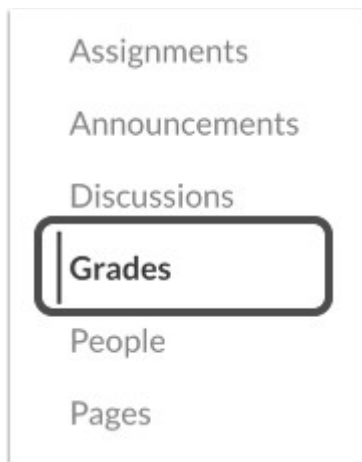 Assignments
Announcements
Discussions
Grades
People
Pages